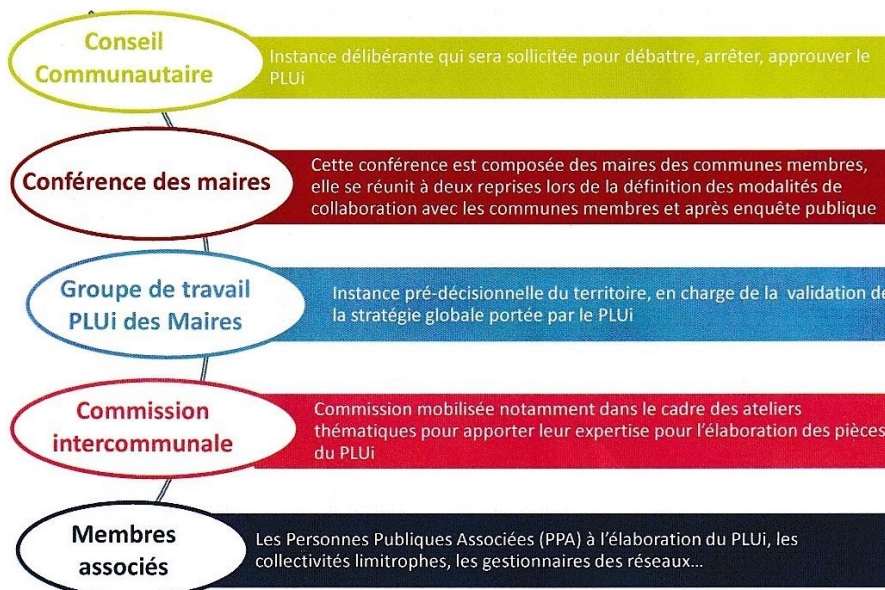 Conseil
Communautaire
Instance délibérante qui sera sollicitée pour débattre, arrêter, approuver le
PLUi
Conférence des maires
Cette conférence est composée des maires des communes membres,
elle se réunit à deux reprises lors de la définition des modalités de
collaboration avec les communes membres et après enquête publique
Groupe de travail
PLUi des Maires
Instance pré-décisionnelle du territoire, en charge de la validation de
la stratégie globale portée par le PLUi
Commission
intercommunale
Commission mobilisée notamment dans le cadre des ateliers
thématiques pour apporter leur expertise pour l'élaboration des pièces
du PLUi
Membres
associés
Les Personnes Publiques Associées (PPA) à l'élaboration du PLUi, les
collectivités limitrophes, les gestionnaires des réseaux...